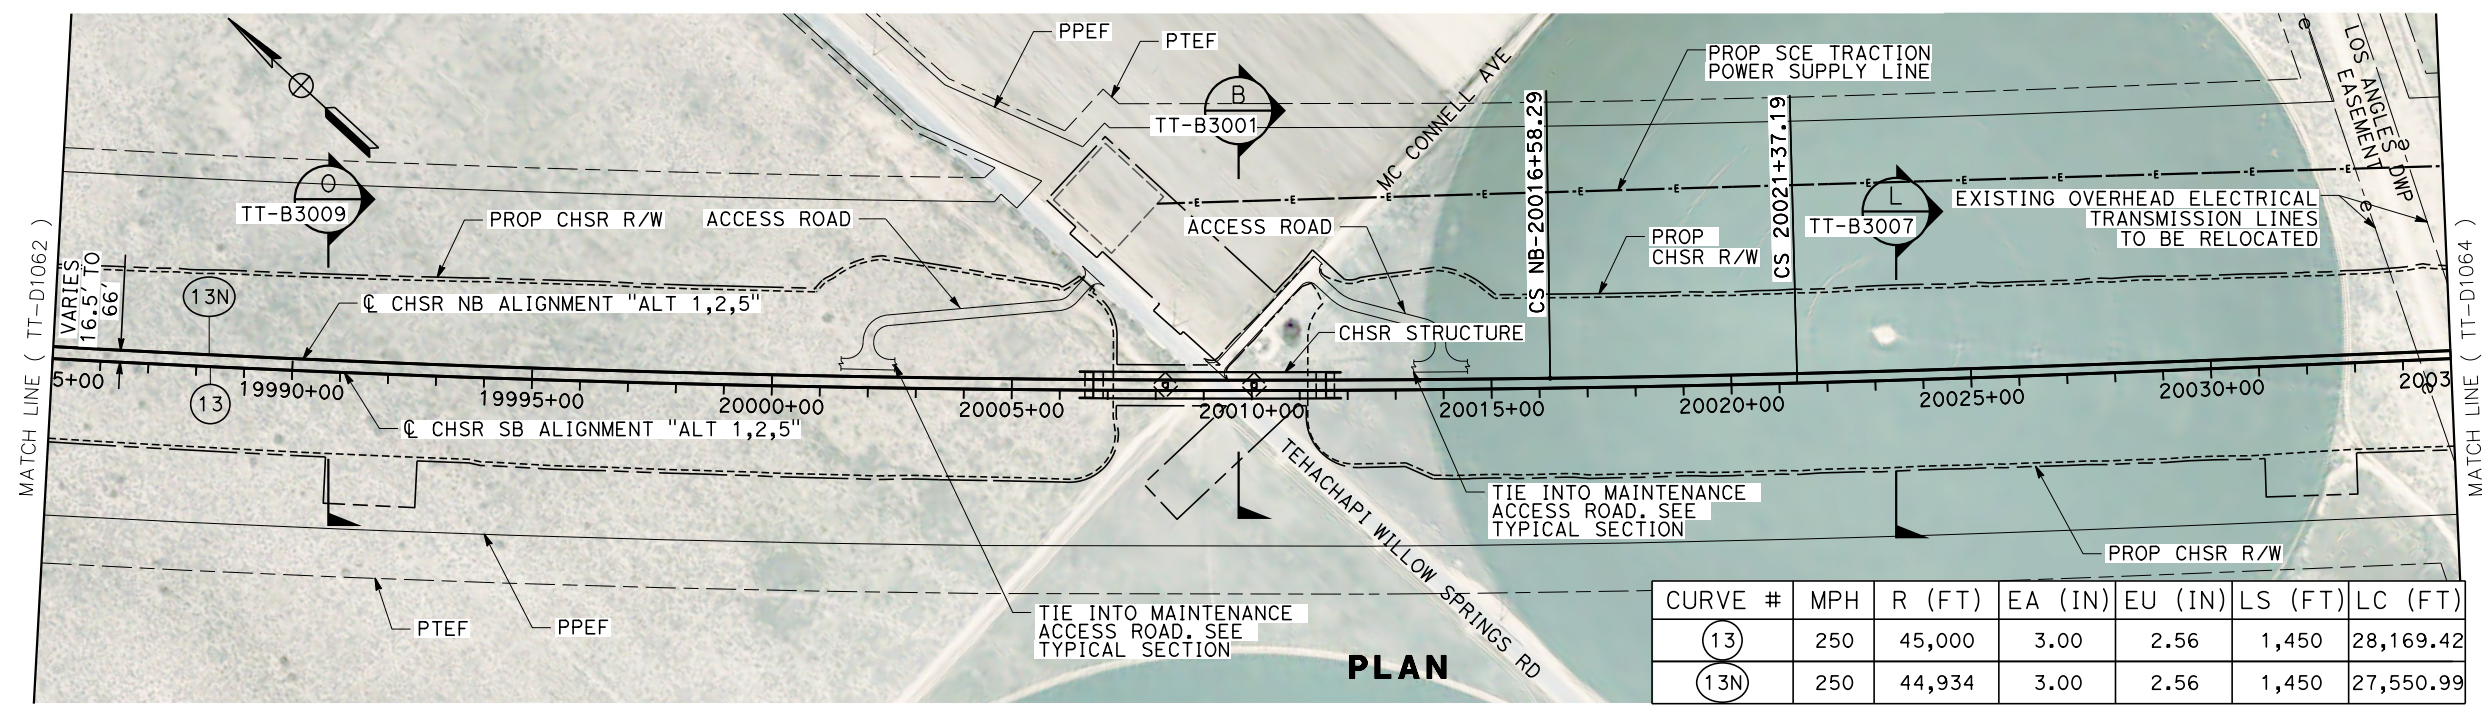 PPEF
PTEF
B
TT-B3001
MC CONNELL AVE
PROP SCE TRACTION
POWER SUPPLY LINE
CS NB-20016+58.29
CS 20021+37.19
LOS ANGLES DWP
EASEMENT
e
e
e
e
O
TT-B3009
PROP CHSR R/W
ACCESS ROAD
ACCESS ROAD
E
E
E
E
E
E
E
E
E
E
E
E
E
L
TT-B3007
EXISTING OVERHEAD ELECTRICAL
TRANSMISSION LINES
TO BE RELOCATED
PROP
CHSR R/W
MATCH LINE ( TT-D1062 )
MATCH LINE ( TT-D1064 )
VARIES
16.5' TO
66'
13N
℄ CHSR NB ALIGNMENT "ALT 1,2,5"
CHSR STRUCTURE
5+00
13
19990+00
19995+00
20000+00
20005+00
20010+00
20015+00
20020+00
20025+00
20030+00
2003
℄ CHSR SB ALIGNMENT "ALT 1,2,5"
TEHACHAPI WILLOW SPRINGS RD
TIE INTO MAINTENANCE
ACCESS ROAD. SEE
TYPICAL SECTION
PROP CHSR R/W
PTEF
PPEF
TIE INTO MAINTENANCE
ACCESS ROAD. SEE
TYPICAL SECTION
PLAN
CURVE # MPH R (FT) EA (IN) EU (IN) LS (FT) LC (FT)
13 250 45,000 3.00 2.56 1,450 28,169.42
13N 250 44,934 3.00 2.56 1,450 27,550.99